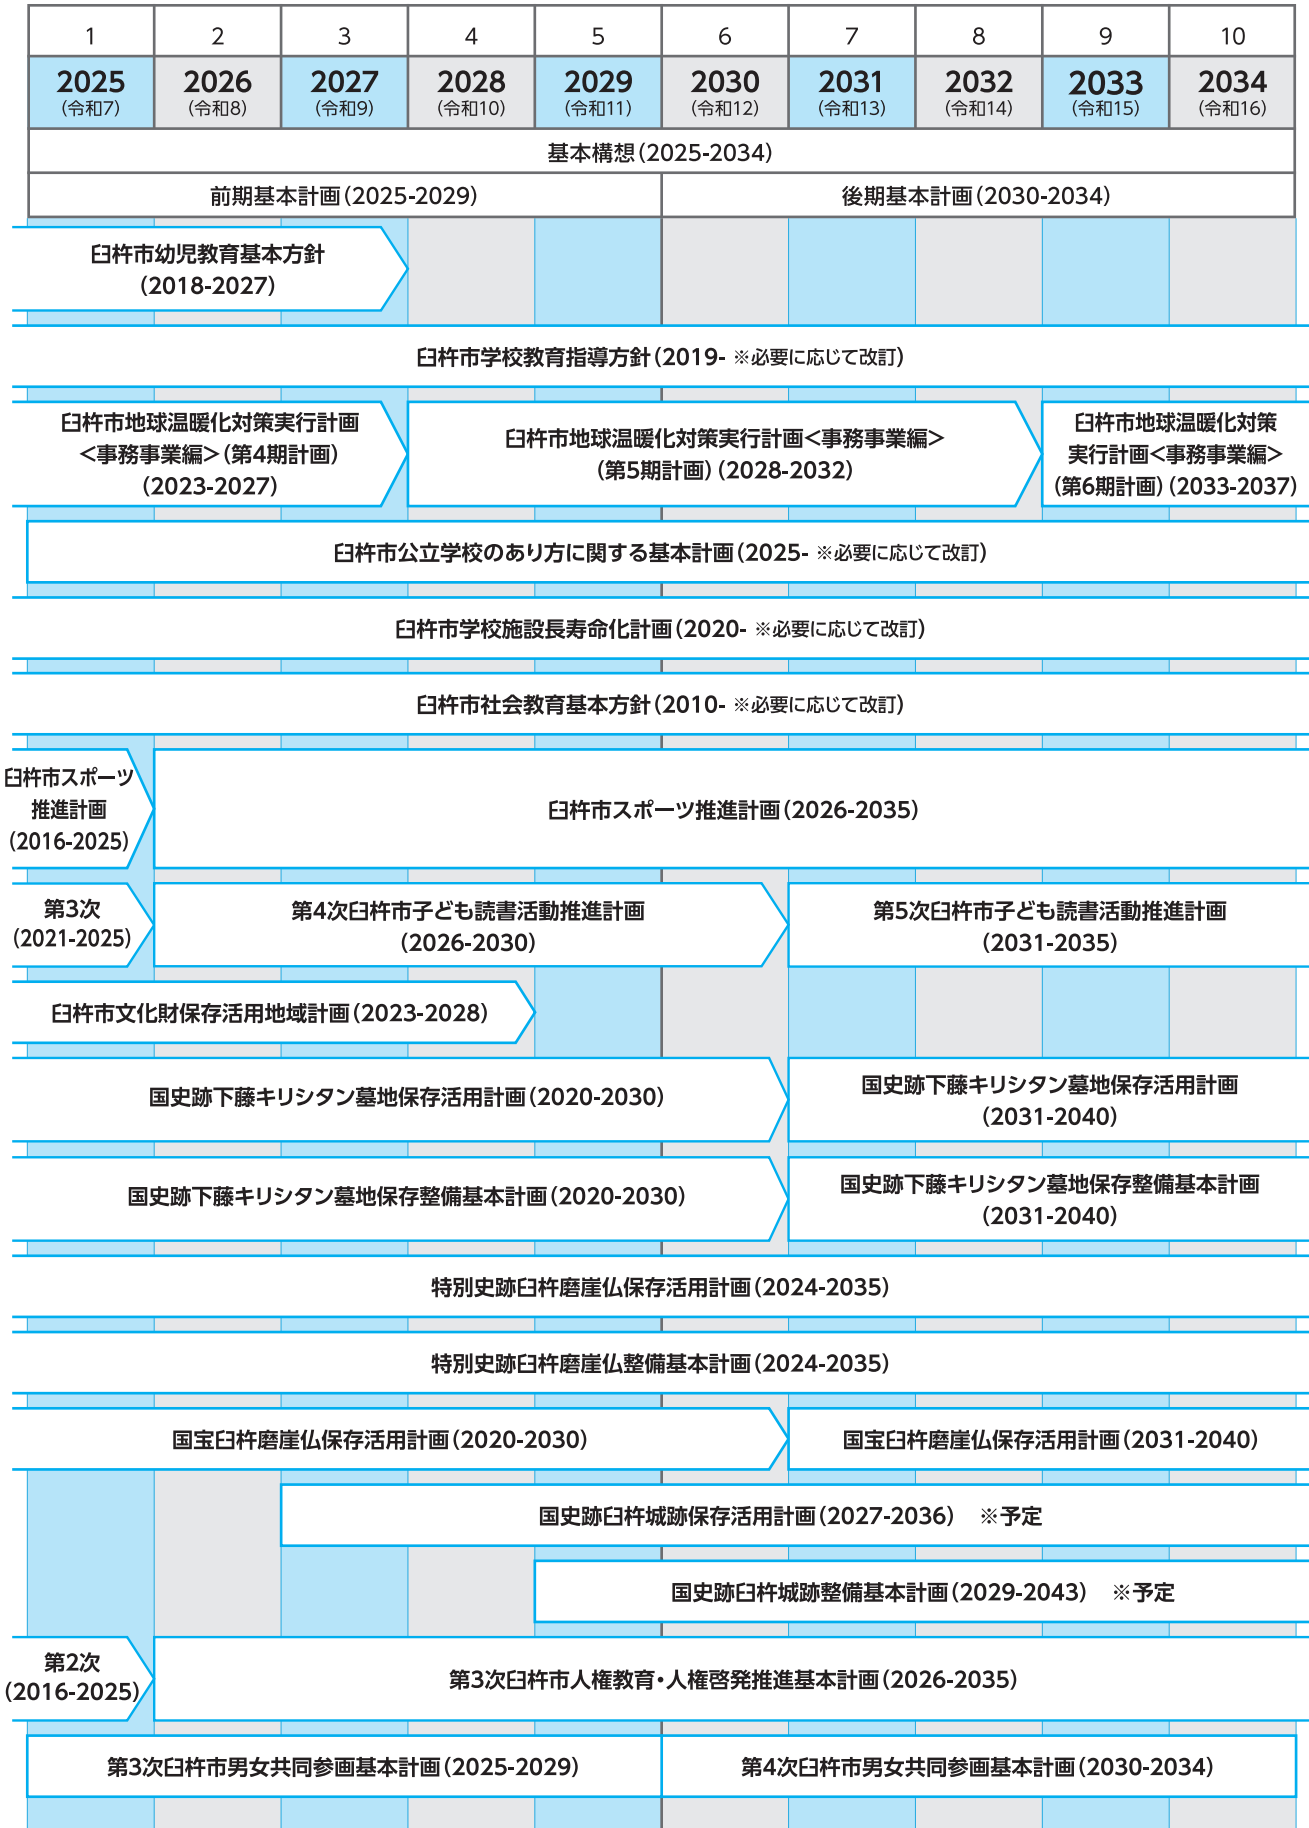 1 2 3 4 5 6 7 8 9 10
2025 2026 2027 2028 2029 2030 2031 2032 2033 2034
(令和7) (令和8) (令和9) (令和10) (令和11) (令和12) (令和13) (令和14) (令和15) (令和16)
基本構想(2025-2034)
前期基本計画(2025-2029) 後期基本計画(2030-2034)
臼杵市幼児教育基本方針
(2018-2027)
臼杵市学校教育指導方針(2019- ※必要に応じて改訂)
臼杵市地球温暖化対策実行計画
<事務事業編>(第4期計画)
(2023-2027)
臼杵市地球温暖化対策実行計画<事務事業編>
(第5期計画)(2028-2032)
臼杵市地球温暖化対策
実行計画<事務事業編>
(第6期計画)(2033-2037)
臼杵市公立学校のあり方に関する基本計画(2025- ※必要に応じて改訂)
臼杵市学校施設長寿命化計画(2020- ※必要に応じて改訂)
臼杵市社会教育基本方針(2010- ※必要に応じて改訂)
臼杵市スポーツ
推進計画
(2016-2025)
臼杵市スポーツ推進計画(2026-2035)
第3次
(2021-2025)
第4次臼杵市子ども読書活動推進計画
(2026-2030)
第5次臼杵市子ども読書活動推進計画
(2031-2035)
臼杵市文化財保存活用地域計画(2023-2028)
国史跡下藤キリシタン墓地保存活用計画(2020-2030)
国史跡下藤キリシタン墓地保存活用計画
(2031-2040)
国史跡下藤キリシタン墓地保存整備基本計画(2020-2030)
国史跡下藤キリシタン墓地保存整備基本計画
(2031-2040)
特別史跡臼杵磨崖仏保存活用計画(2024-2035)
特別史跡臼杵磨崖仏整備基本計画(2024-2035)
国宝臼杵磨崖仏保存活用計画(2020-2030) 国宝臼杵磨崖仏保存活用計画(2031-2040)
国史跡臼杵城跡保存活用計画(2027-2036) ※予定
国史跡臼杵城跡整備基本計画(2029-2043) ※予定
第2次
(2016-2025)
第3次臼杵市人権教育・人権啓発推進基本計画(2026-2035)
第3次臼杵市男女共同参画基本計画(2025-2029) 第4次臼杵市男女共同参画基本計画(2030-2034)